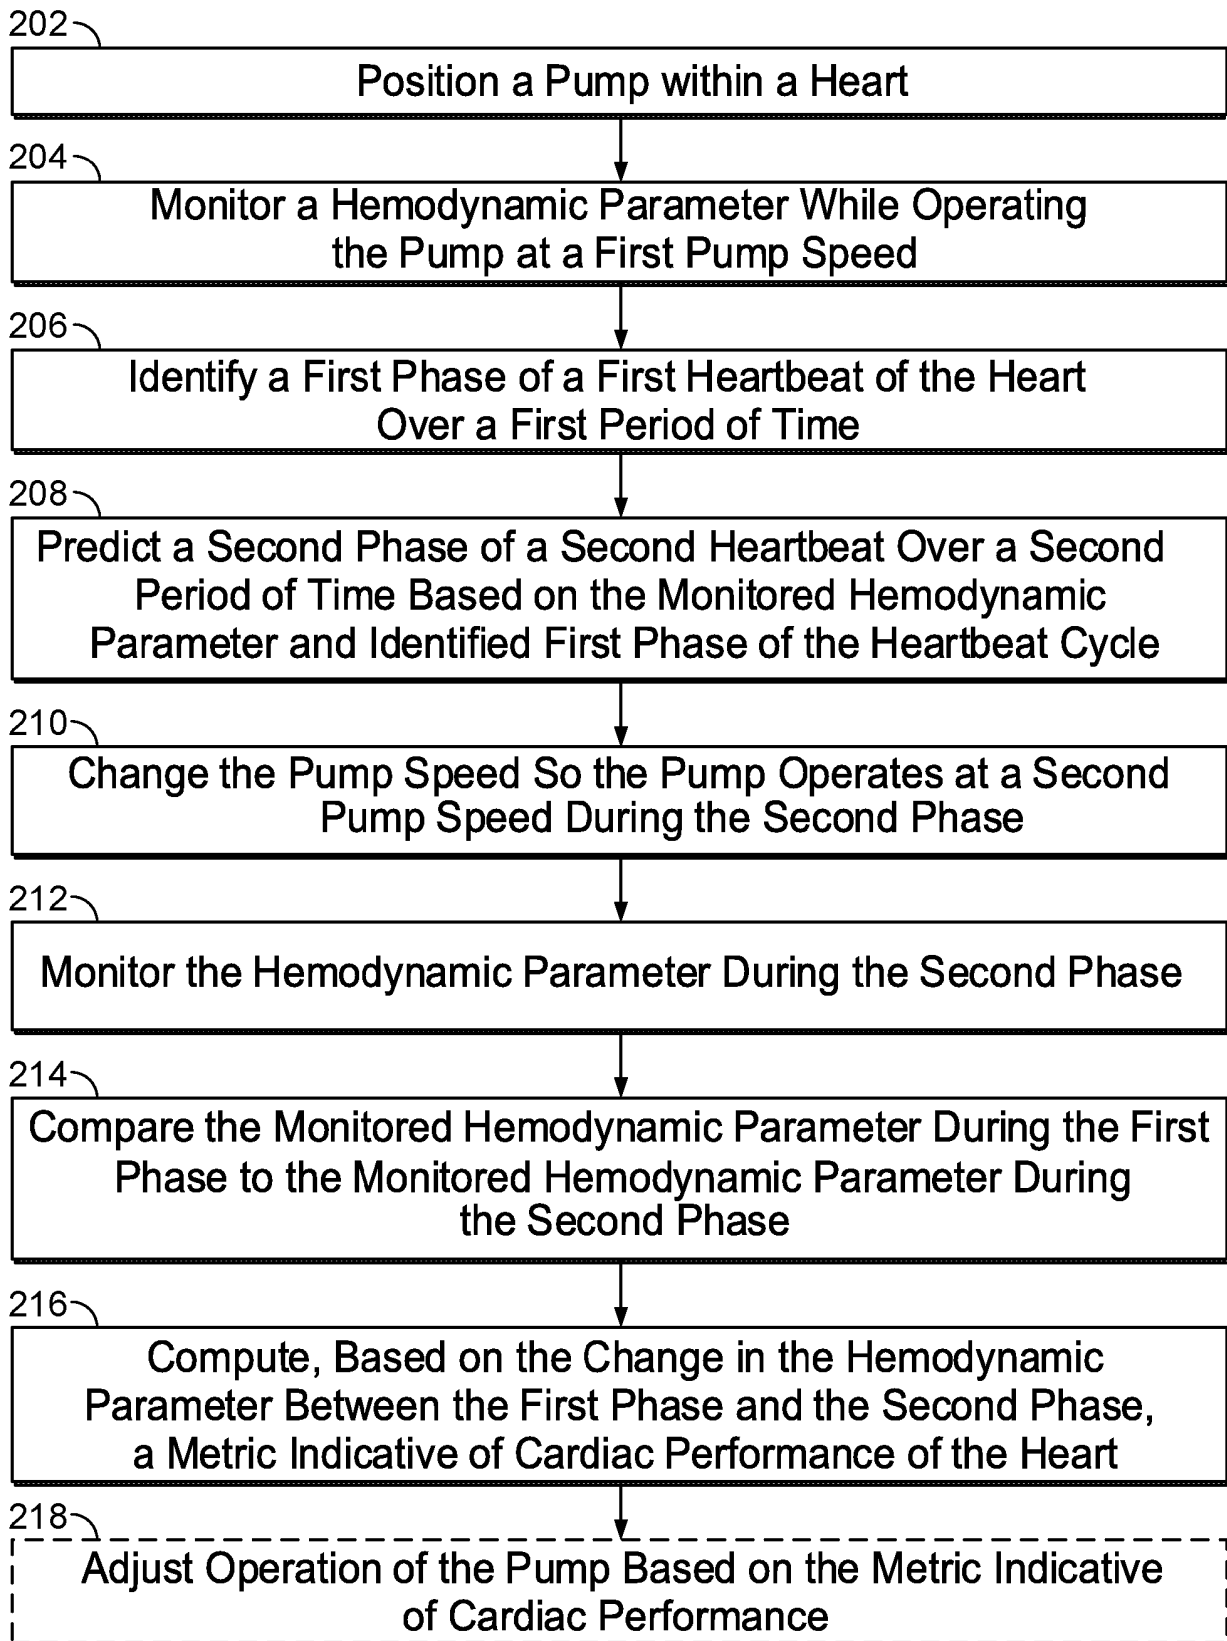 202
Position a Pump within a Heart
204
Monitor a Hemodynamic Parameter While Operating
the Pump at a First Pump Speed
206
Identify a First Phase of a First Heartbeat of the Heart
Over a First Period of Time
208
Predict a Second Phase of a Second Heartbeat Over a Second
Period of Time Based on the Monitored Hemodynamic
Parameter and Identified First Phase of the Heartbeat Cycle
210
Change the Pump Speed So the Pump Operates at a Second
Pump Speed During the Second Phase
212
Monitor the Hemodynamic Parameter During the Second Phase
214
Compare the Monitored Hemodynamic Parameter During the First
Phase to the Monitored Hemodynamic Parameter During
the Second Phase
216
Compute, Based on the Change in the Hemodynamic
Parameter Between the First Phase and the Second Phase,
a Metric Indicative of Cardiac Performance of the Heart
218
Adjust Operation of the Pump Based on the Metric Indicative
of Cardiac Performance